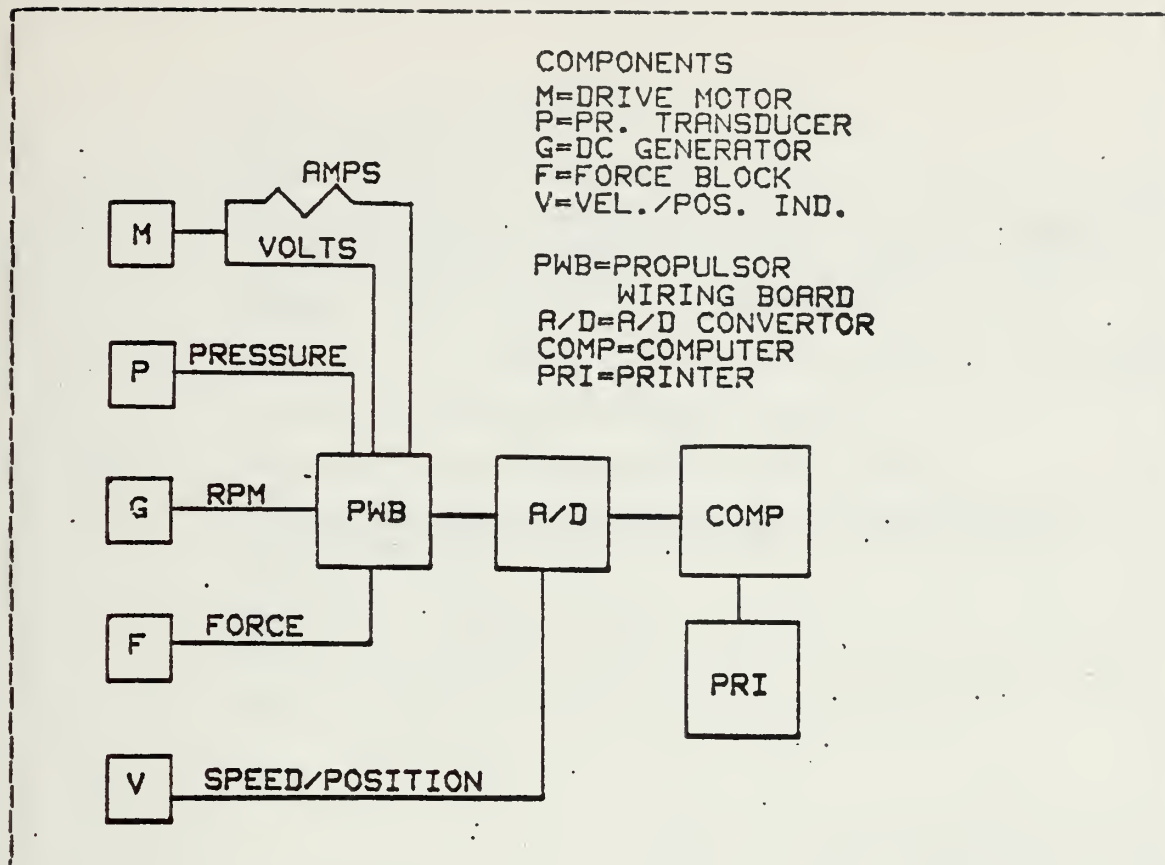 COMPONENTS
M=DRIVE MOTOR
P=PR. TRANSDUCER
G=DC GENERATOR
F=FORCE BLOCK
V=VEL./POS. IND.
PWB=PROPULSOR
WIRING BOARD
A/D=A/D CONVERTOR
COMP=COMPUTER
PRI=PRINTER
AMPS
M
VOLTS
P
PRESSURE
G
RPM
PWB
A/D
COMP
F
FORCE
PRI
V
SPEED/POSITION